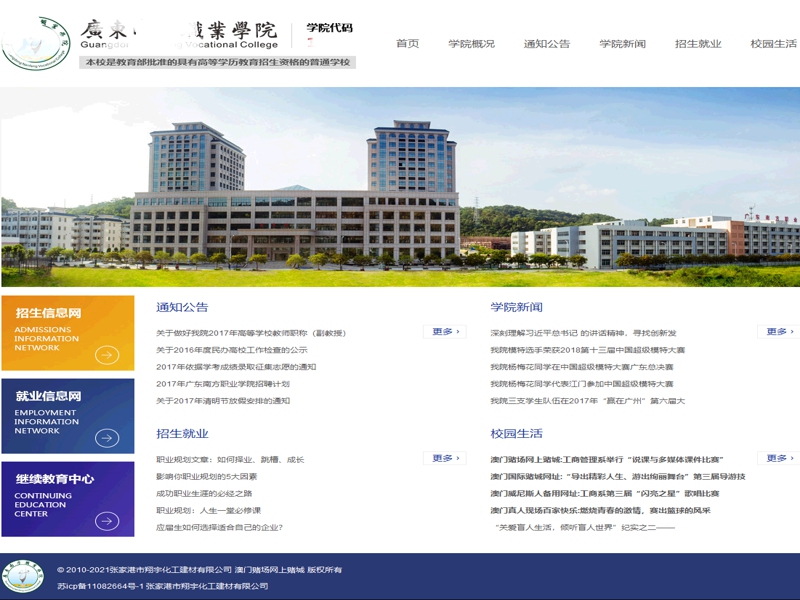 廣東 職業學院
Vocational College
学院代码
本校是教育部批准的具有高等学历教育招生资格的普通学校
首页 学院概况 通知公告 学院新闻 招生就业 校园生活
招生信息网
ADMISSIONS
INFORMATION
NETWORK
就业信息网
EMPLOYMENT
INFORMATION
NETWORK
继续教育中心
CONTINUING
EDUCATION
CENTER
通知公告
更多 ›
关于做好我院2017年高等学校教师职称（副教授）
关于2016年度民办高校工作检查的公示
2017年依据学考成绩录取征集志愿的通知
2017年广东南方职业学院招聘计划
关于2017年清明节放假安排的通知
学院新闻
更多 ›
深刻理解习近平总书记 的讲话精神，寻找创新发
我院模特选手荣获2018第十三届中国超级模特大赛
我院杨梅花同学在中国超级模特大赛广东总决赛
我院杨梅花同学代表江门参加中国超级模特大赛
我院三支学生队伍在2017年“赢在广州”第六届大
招生就业
更多 ›
职业规划文章：如何择业、跳槽、成长
影响你职业规划的5大因素
成功职业生涯的必经之路
职业规划：人生一堂必修课
应届生如何选择适合自己的企业?
校园生活
更多 ›
澳门赌场网上赌城:工商管理系举行“说课与多媒体课件比赛”
澳门国际赌城网址:“导出精彩人生、游出绚丽舞台”第三届导游技
澳门威尼斯人备用网址:工商系第三届“闪亮之星”歌唱比赛
澳门真人现场百家快乐:燃烧青春的激情，赛出篮球的风采
“关爱盲人生活，倾听盲人世界”纪实之二——
© 2010-2021张家港市翔宇化工建材有限公司 澳门赌场网上赌城 版权所有
苏icp备11082664号-1 张家港市翔宇化工建材有限公司